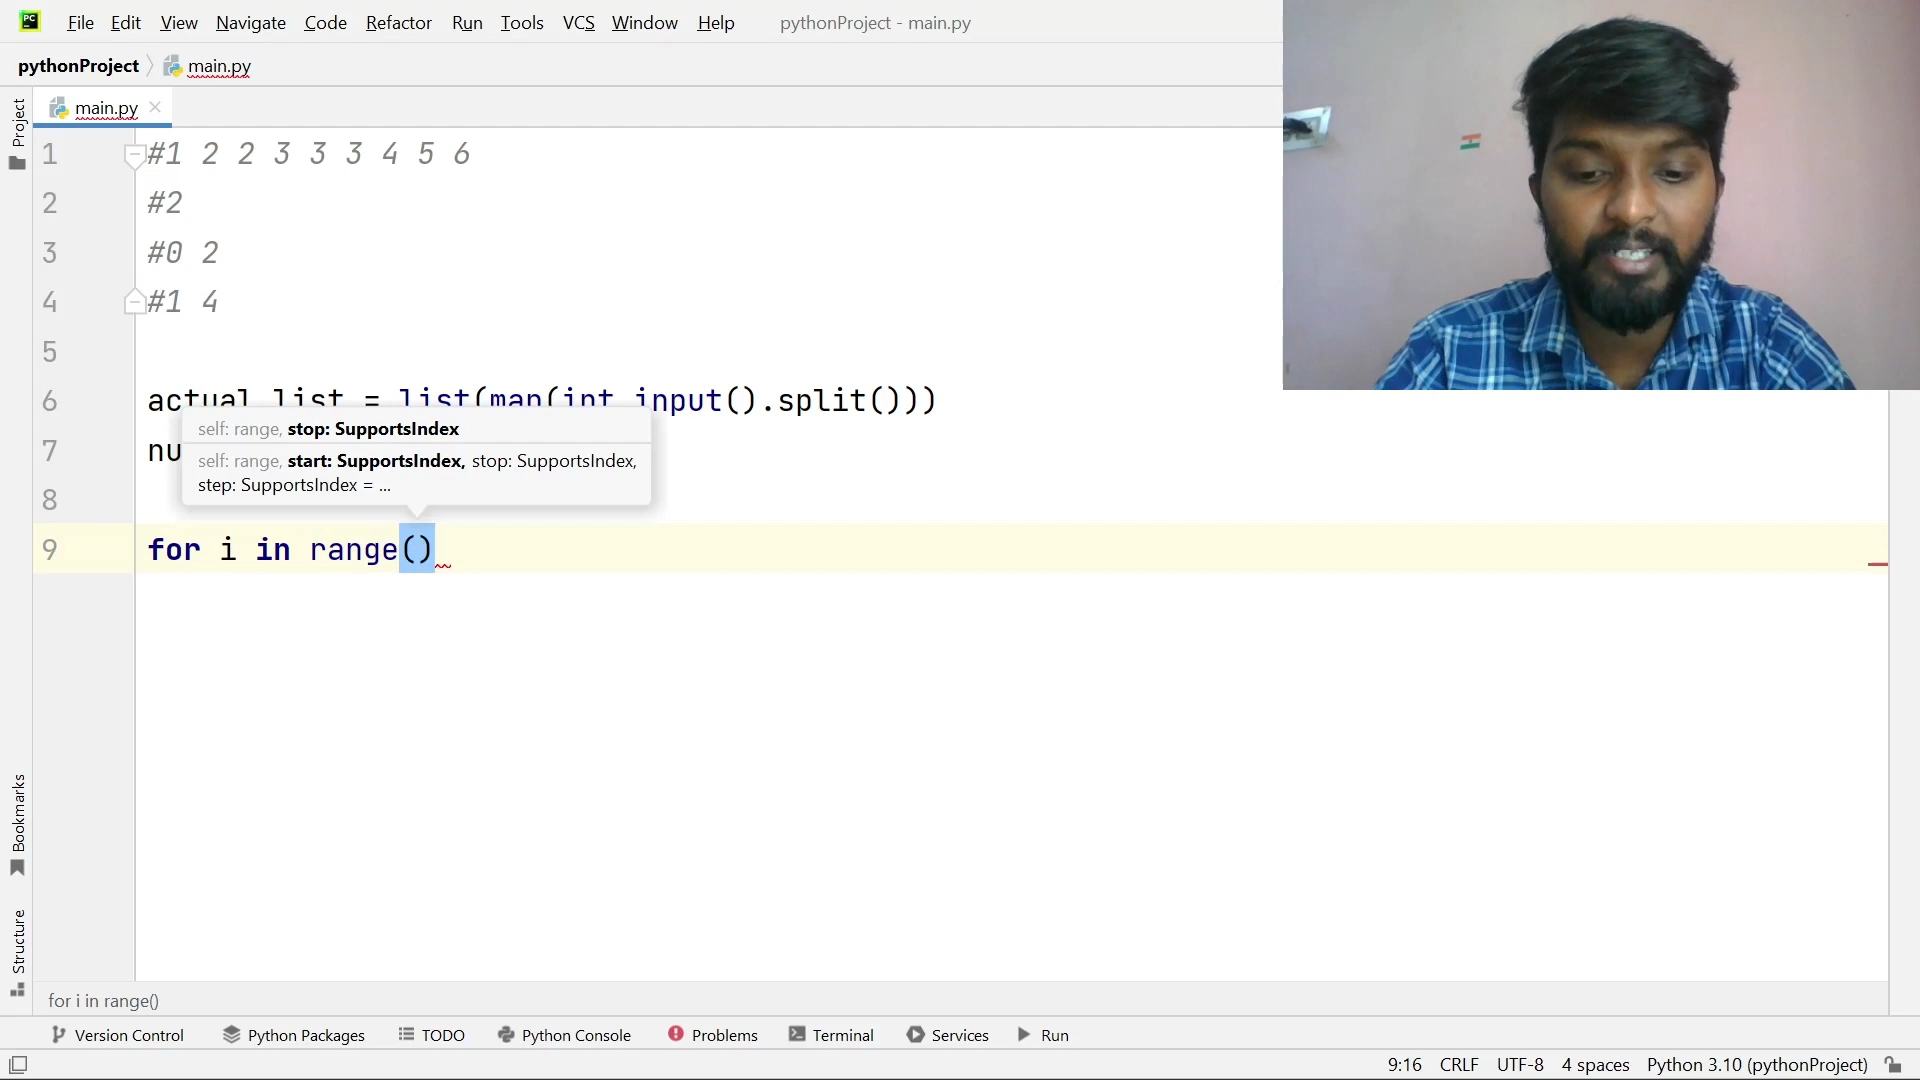 PC File Edit View Navigate Code Refactor Run Tools VCS Window Help pythonProject - main.py
pythonProject main.py
Project
main.py
1 #1 2 2 3 3 3 4 5 6
2 #2
3 #0 2
4 #1 4
5
6 actual_list = list(map(int,input().split()))
self: range, stop: SupportsIndex
7 nu
self: range, start: SupportsIndex, stop: SupportsIndex,
step: SupportsIndex = ...
8
9 for i in range()
Bookmarks
Structure
for i in range()
Version Control Python Packages TODO Python Console Problems Terminal Services Run
9:16 CRLF UTF-8 4 spaces Python 3.10 (pythonProject)